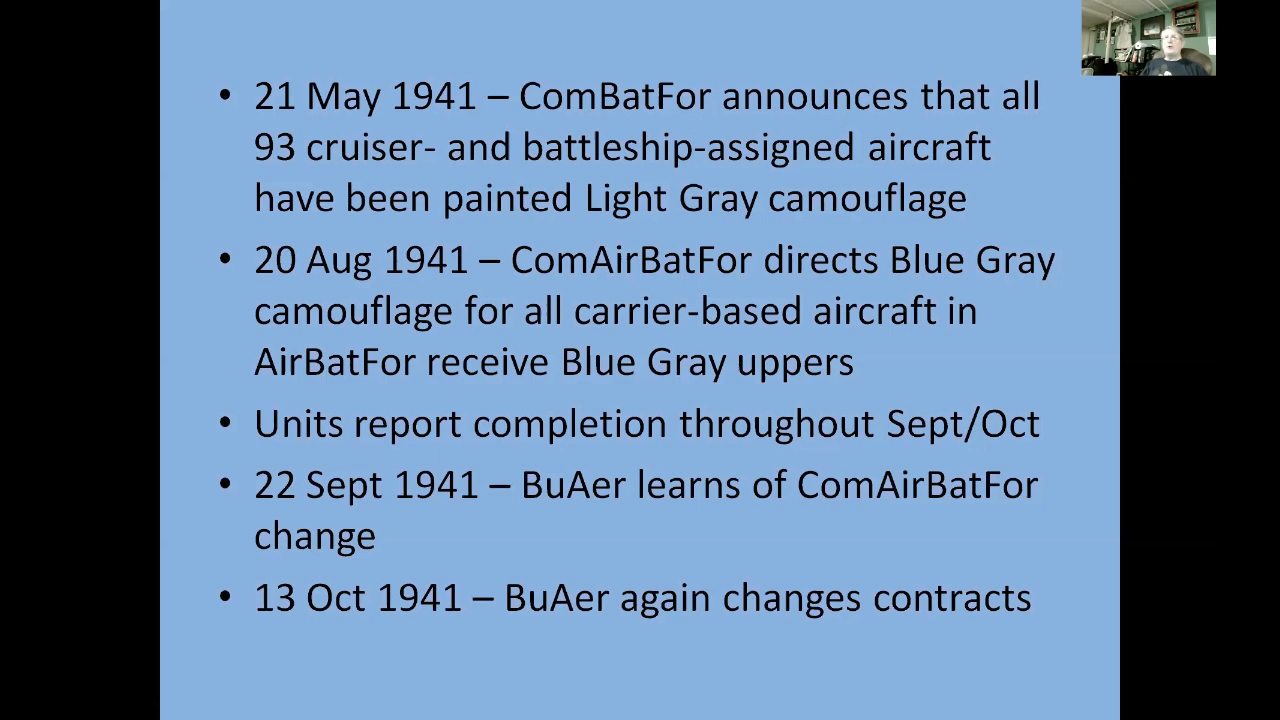 • 21 May 1941 – ComBatFor announces that all
93 cruiser- and battleship-assigned aircraft
have been painted Light Gray camouflage
• 20 Aug 1941 – ComAirBatFor directs Blue Gray
camouflage for all carrier-based aircraft in
AirBatFor receive Blue Gray uppers
• Units report completion throughout Sept/Oct
• 22 Sept 1941 – BuAer learns of ComAirBatFor
change
• 13 Oct 1941 – BuAer again changes contracts